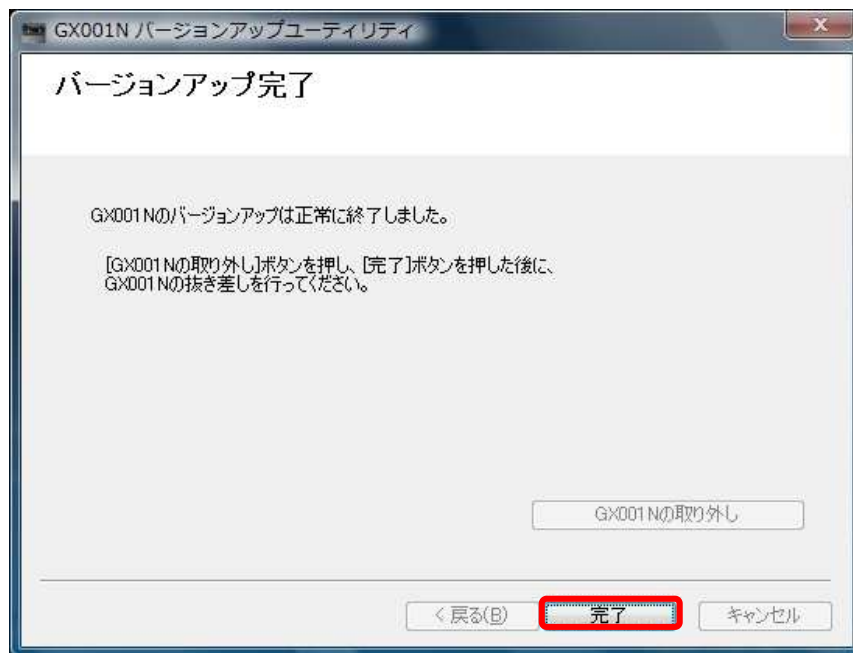 GX001N バージョンアップユーティリティ
バージョンアップ完了
GX001Nのバージョンアップは正常に終了しました。
[GX001Nの取り外し]ボタンを押し、[完了]ボタンを押した後に、
GX001Nの抜き差しを行ってください。
GX001Nの取り外し
< 戻る(B) 完了 キャンセル